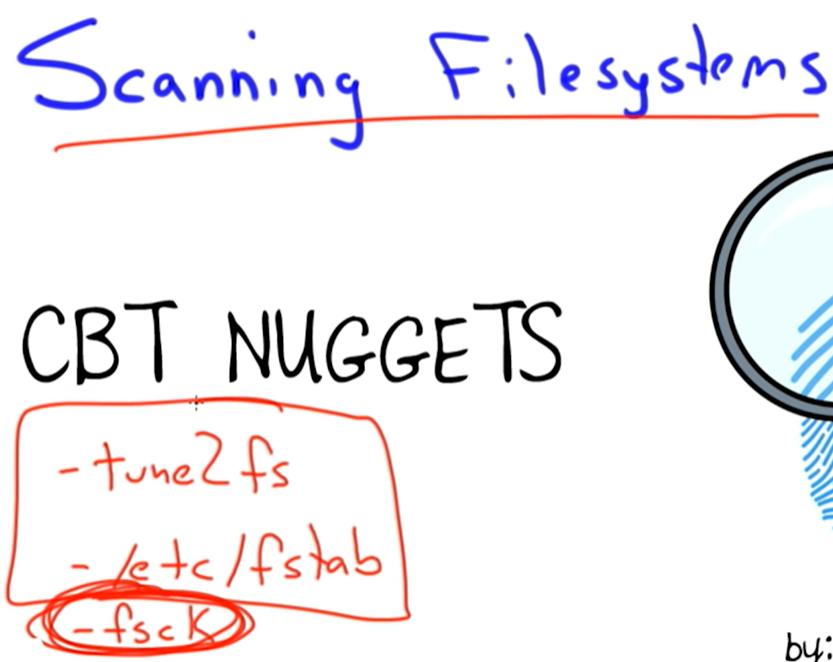 Scanning Filesystems
CBT NUGGETS
- tune2fs
- /etc/fstab
- fsck
by: